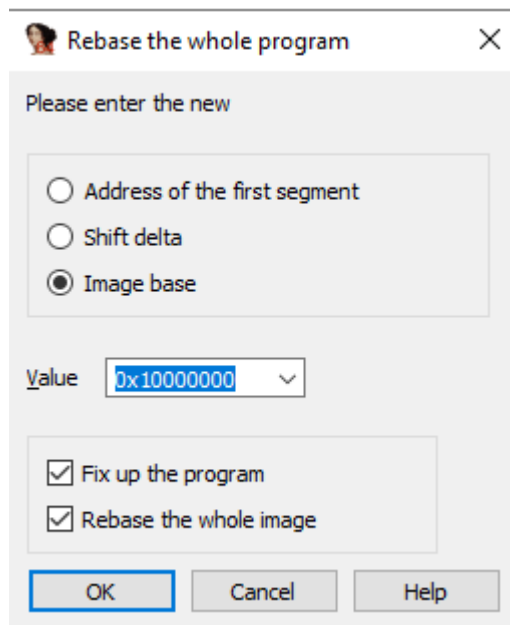 Rebase the whole program
Please enter the new
Address of the first segment
Shift delta
Image base
Value 0x10000000
Fix up the program
Rebase the whole image
OK Cancel Help